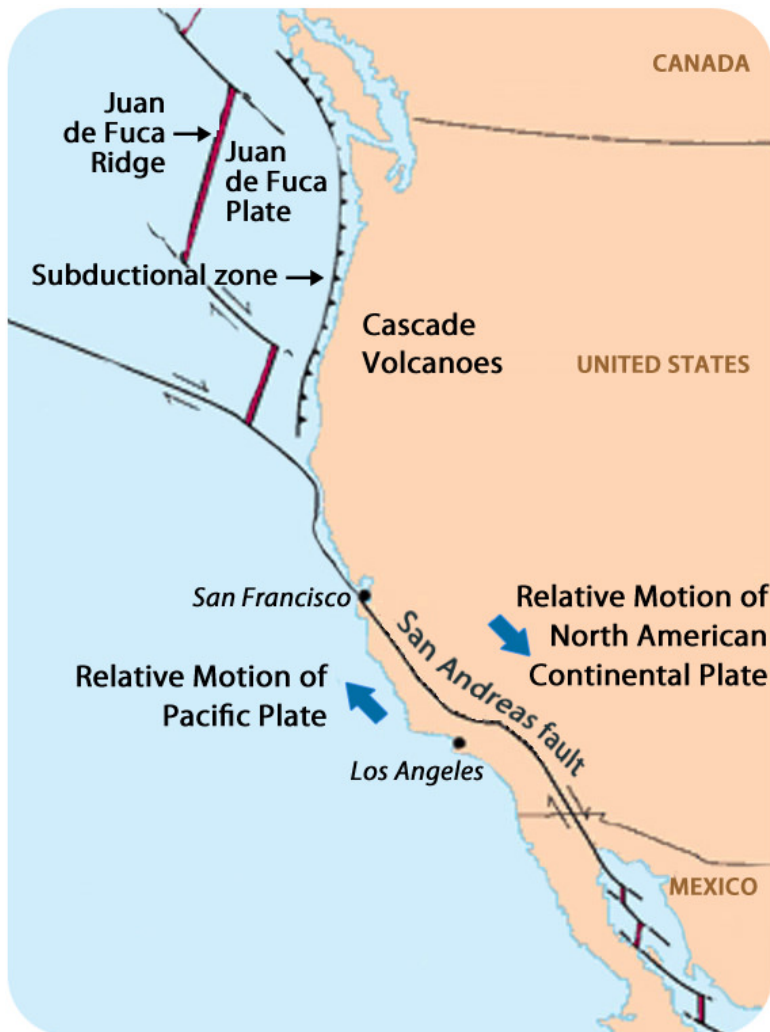 CANADA
Juan
de Fuca
Ridge
Juan
de Fuca
Plate
Subductional zone
Cascade
Volcanoes
UNITED STATES
San Francisco
San Andreas fault
Relative Motion of
North American
Continental Plate
Relative Motion of
Pacific Plate
Los Angeles
MEXICO